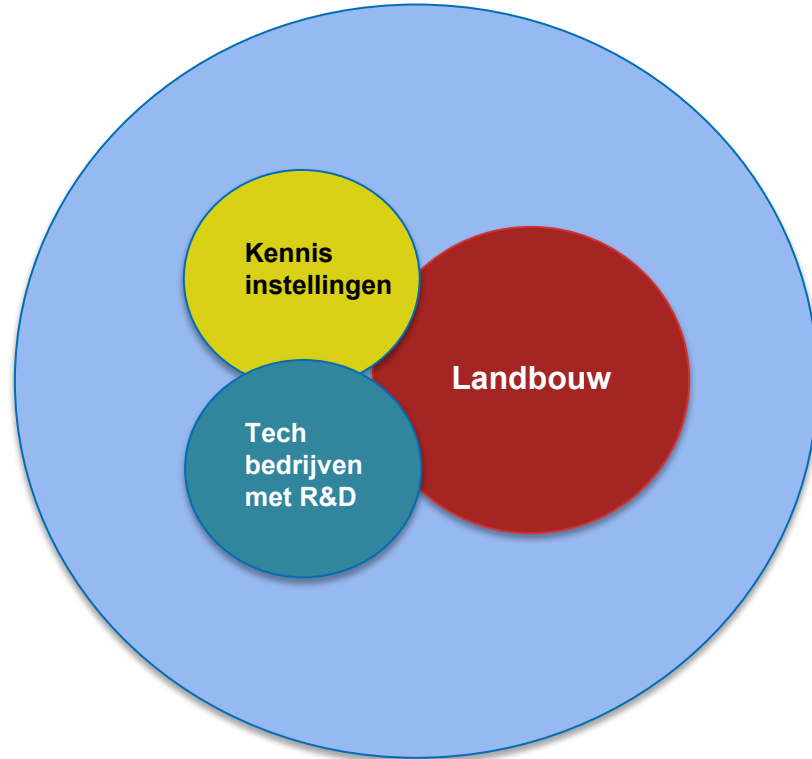 Kennis
instellingen
Landbouw
Tech
bedrijven
met R&D